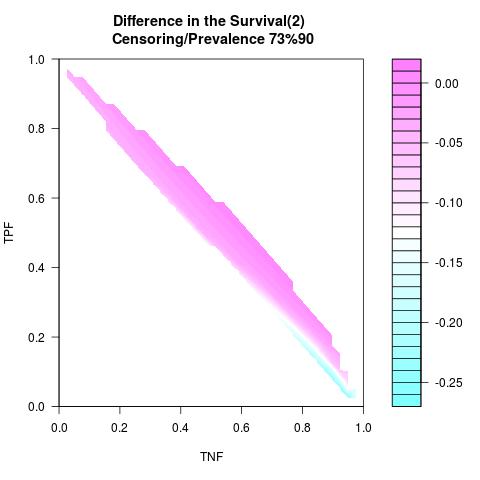 Difference in the Survival(2)
Censoring/Prevalence 73%90
1.0
0.8
0.6
0.4
0.2
0.0
TPF
0.0 0.2 0.4 0.6 0.8 1.0
TNF
0.00
-0.05
-0.10
-0.15
-0.20
-0.25